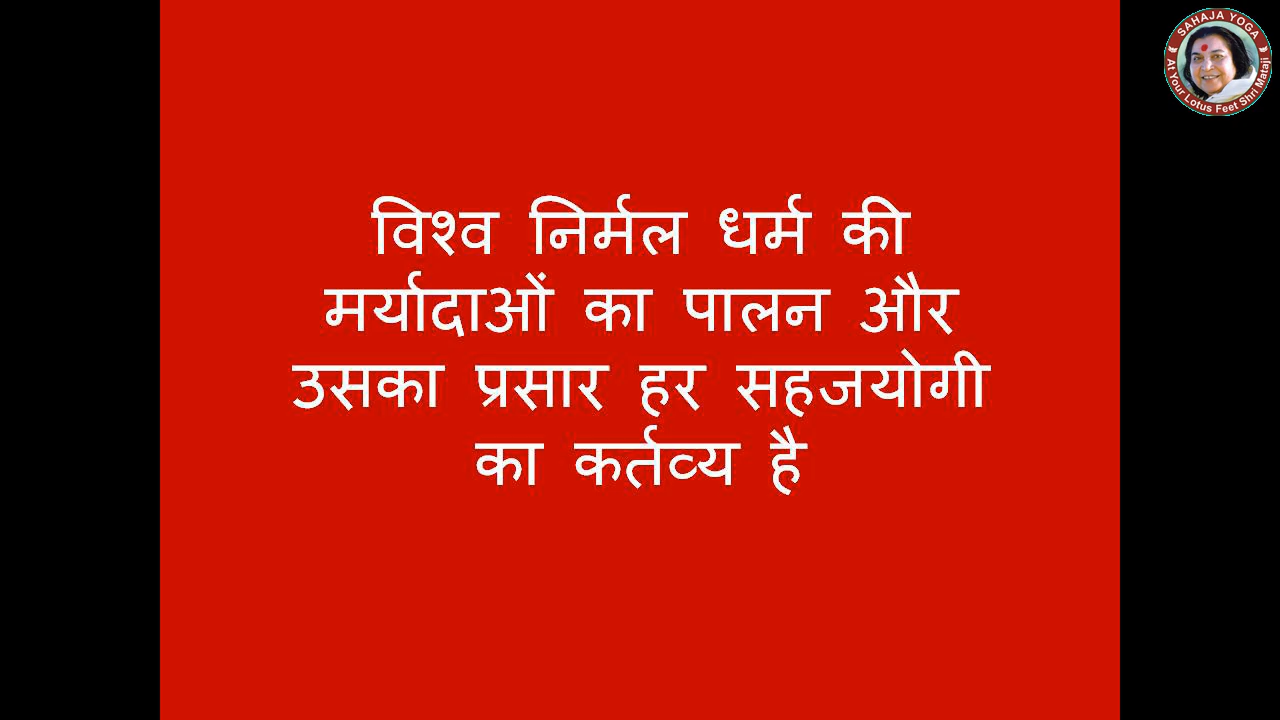 SAHAJA YOGA
At Your Lotus Feet Shri Mataji
विश्व निर्मल धर्म की
मर्यादाओं का पालन और
उसका प्रसार हर सहजयोगी
का कर्तव्य है